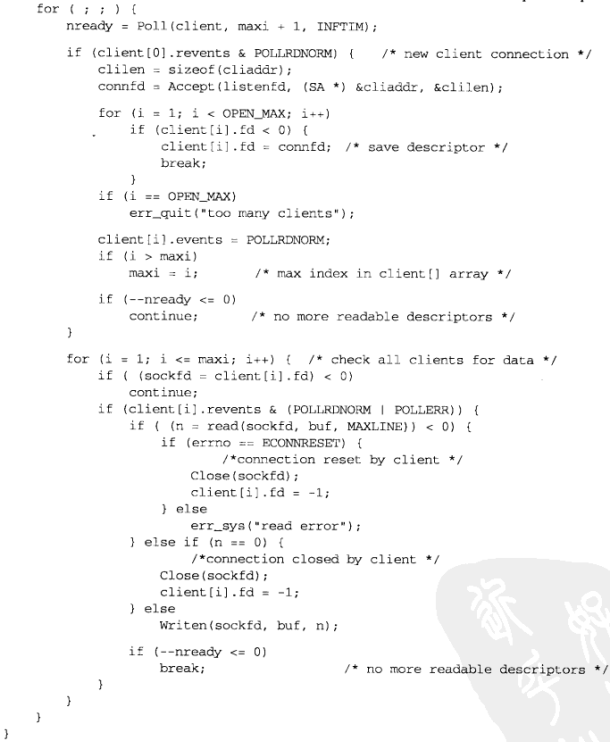 for ( ; ; ) {
nready = Poll(client, maxi + 1, INFTIM);
if (client[0].revents & POLLRDNORM) { /* new client connection */
clilen = sizeof(cliaddr);
connfd = Accept(listenfd, (SA *) &cliaddr, &clilen);
for (i = 1; i < OPEN_MAX; i++)
if (client[i].fd < 0) {
client[i].fd = connfd; /* save descriptor */
break;
}
if (i == OPEN_MAX)
err_quit("too many clients");
client[i].events = POLLRDNORM;
if (i > maxi)
maxi = i; /* max index in client[] array */
if (--nready <= 0)
continue; /* no more readable descriptors */
}
for (i = 1; i <= maxi; i++) { /* check all clients for data */
if ( (sockfd = client[i].fd) < 0)
continue;
if (client[i].revents & (POLLRDNORM | POLLERR)) {
if ( (n = read(sockfd, buf, MAXLINE)) < 0) {
if (errno == ECONNRESET) {
/*connection reset by client */
Close(sockfd);
client[i].fd = -1;
} else
err_sys("read error");
} else if (n == 0) {
/*connection closed by client */
Close(sockfd);
client[i].fd = -1;
} else
Writen(sockfd, buf, n);
if (--nready <= 0)
break; /* no more readable descriptors */
}
}
}
}